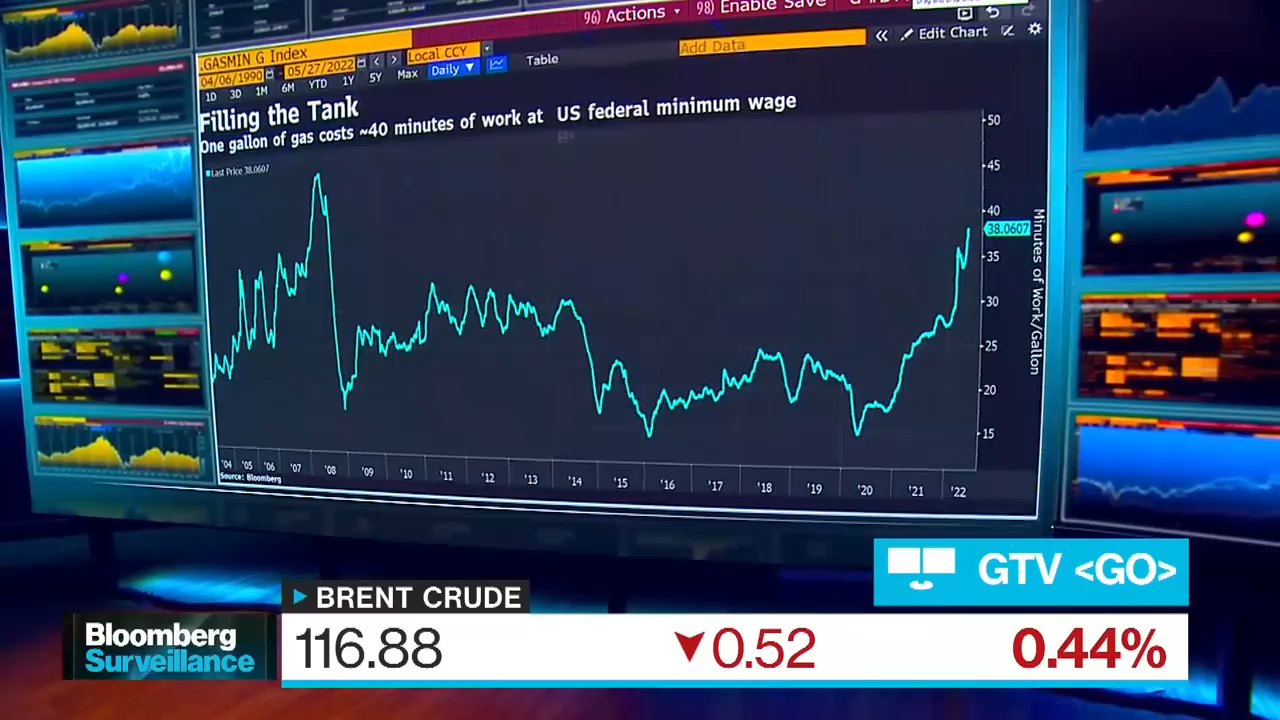 96) Actions
98) Enable Save
.GASMIN G Index
Local CCY
Add Data
Edit Chart
04/06/1990 - 05/27/2022
1D 3D 1M 6M YTD 1Y 5Y Max Daily ▼ Table
Filling the Tank
One gallon of gas costs ~40 minutes of work at US federal minimum wage
Last Price 38.0607
50
45
40
38.0607
35
30
25
20
15
Minutes of Work/Gallon
'04 '05 '06 '07 '08 '09 '10 '11 '12 '13 '14 '15 '16 '17 '18 '19 '20 '21 '22
Source: Bloomberg
GTV <GO>
BRENT CRUDE
Bloomberg
Surveillance
116.88 ▼0.52 0.44%